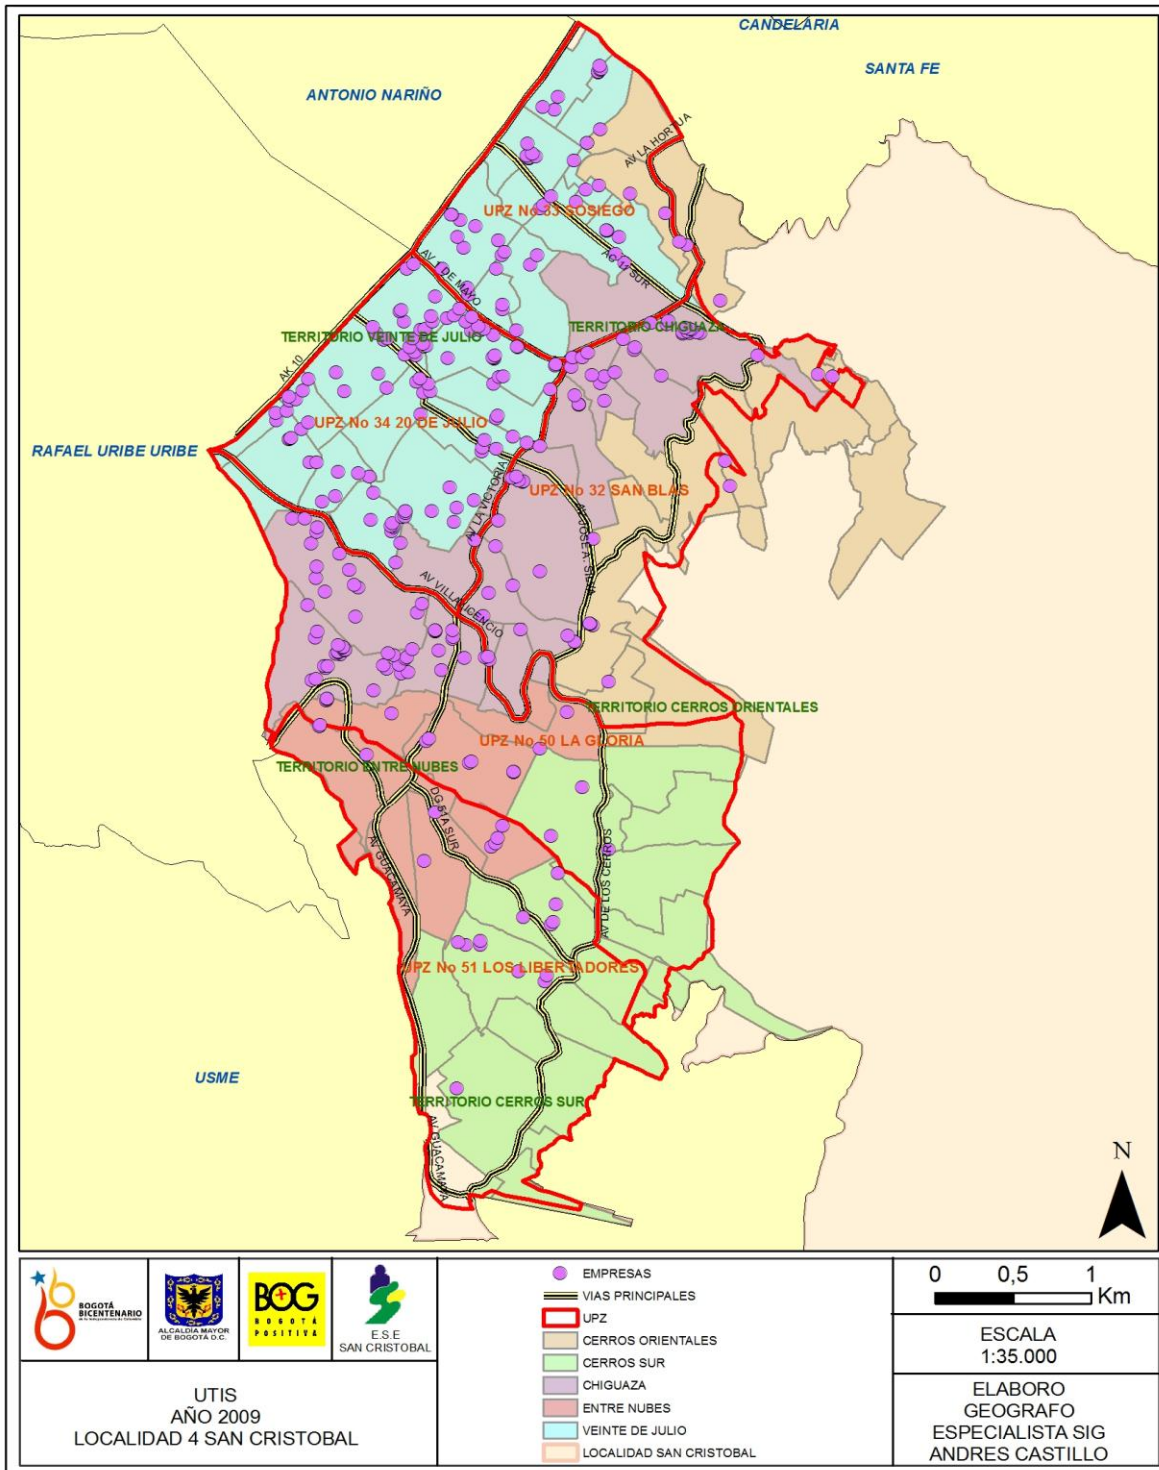 CANDELARIA
SANTA FE
ANTONIO NARIÑO
AV LA HORTUA
UPZ No 33 SOSIEGO
AV 1 DE MAYO
AC 11 SUR
TERRITORIO CHIGUAZA
TERRITORIO VEINTE DE JULIO
AK 10
UPZ No 34 20 DE JULIO
RAFAEL URIBE URIBE
UPZ No 32 SAN BLAS
AV LA VICTORIA
AV JOSE A. SILVA
AV VILLAVICENCIO
TERRITORIO CERROS ORIENTALES
UPZ No 50 LA GLORIA
TERRITORIO ENTRE NUBES
DG 51A SUR
AV GUACAMAYA
AV DE LOS CERROS
UPZ No 51 LOS LIBERTADORES
USME
TERRITORIO CERROS SUR
AV GUACAMAYA
N
BOGOTÁ
BICENTENARIO
ALCALDIA MAYOR
DE BOGOTÁ D.C.
BOG
BOGOTÁ
POSITIVA
E.S.E
SAN CRISTOBAL
UTIS
AÑO 2009
LOCALIDAD 4 SAN CRISTOBAL
EMPRESAS
VIAS PRINCIPALES
UPZ
CERROS ORIENTALES
CERROS SUR
CHIGUAZA
ENTRE NUBES
VEINTE DE JULIO
LOCALIDAD SAN CRISTOBAL
0 0,5 1
Km
ESCALA
1:35.000
ELABORO
GEOGRAFO
ESPECIALISTA SIG
ANDRES CASTILLO